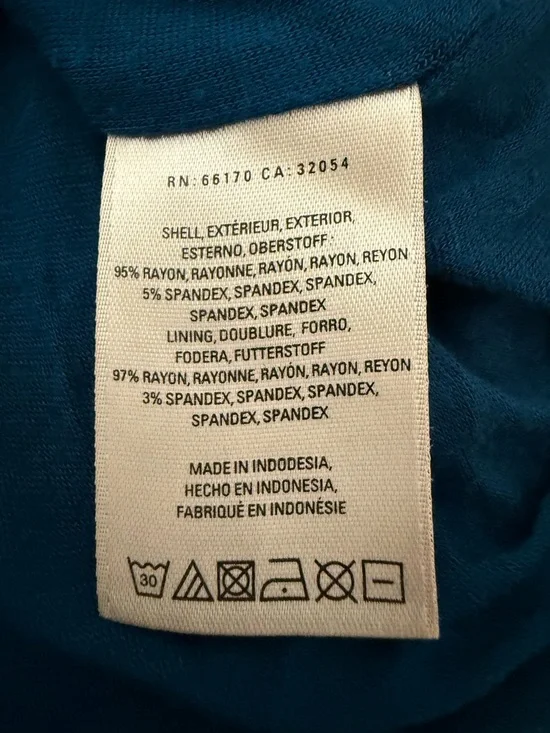 RN: 66170 CA: 32054
SHELL, EXTÉRIEUR, EXTERIOR,
ESTERNO, OBERSTOFF:
95% RAYON, RAYONNE, RAYÓN, RAYON, REYON
5% SPANDEX, SPANDEX, SPANDEX,
SPANDEX, SPANDEX
LINING, DOUBLURE, FORRO,
FODERA, FUTTERSTOFF
97% RAYON, RAYONNE, RAYÓN, RAYON, REYON
3% SPANDEX, SPANDEX, SPANDEX,
SPANDEX, SPANDEX
MADE IN INDODESIA,
HECHO EN INDONESIA,
FABRIQUÉ EN INDONÉSIE
30